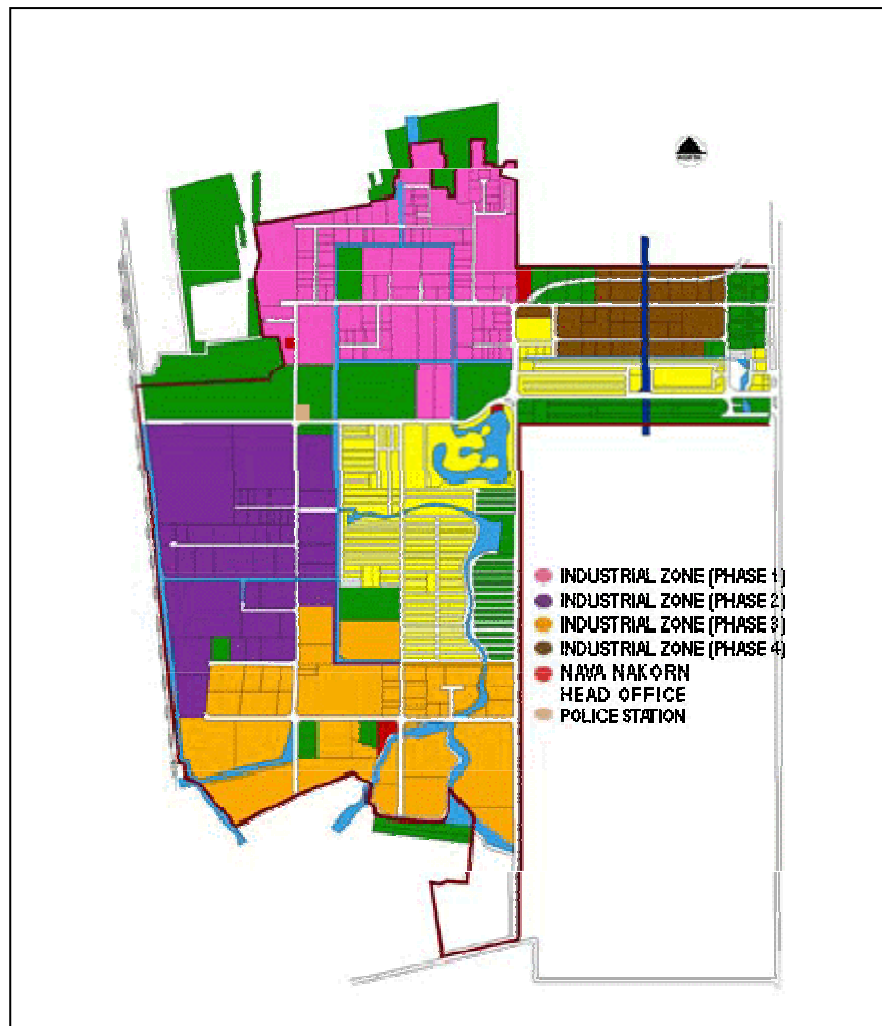 INDUSTRIAL ZONE (PHASE 1)
INDUSTRIAL ZONE (PHASE 2)
INDUSTRIAL ZONE (PHASE 3)
INDUSTRIAL ZONE (PHASE 4)
NAVA NAKORN
HEAD OFFICE
POLICE STATION